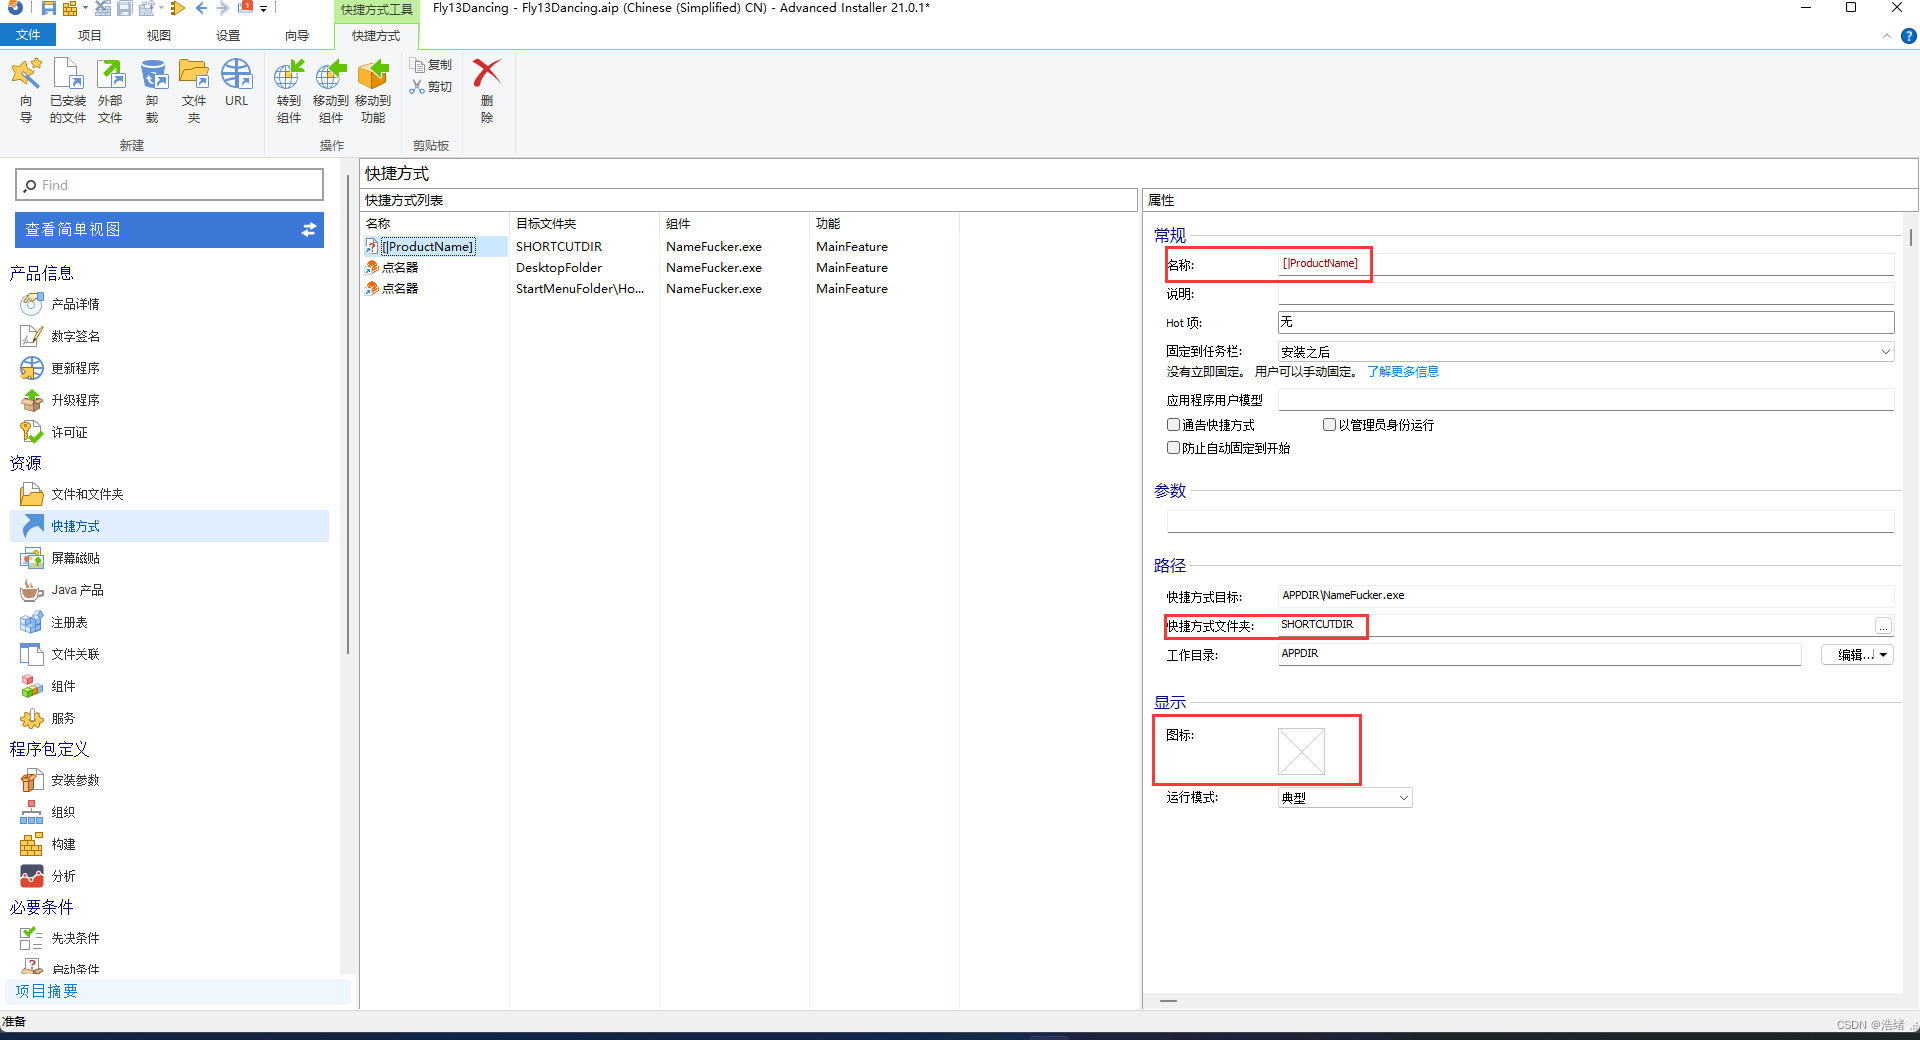 快捷方式工具
Fly13Dancing - Fly13Dancing.aip (Chinese (Simplified) CN) - Advanced Installer 21.0.1*
文件 项目 视图 设置 向导 快捷方式
向导
已安装的文件
外部文件
卸载
文件夹
URL
转到组件
移动到组件
移动到功能
复制
剪切
删除
新建 操作 剪贴板
Find
查看简单视图
产品信息
产品详情
数字签名
更新程序
升级程序
许可证
资源
文件和文件夹
快捷方式
屏幕磁贴
Java 产品
注册表
文件关联
组件
服务
程序包定义
安装参数
组织
构建
分析
必要条件
先决条件
启动条件
项目摘要
准备
快捷方式
快捷方式列表
名称 目标文件夹 组件 功能
[|ProductName] SHORTCUTDIR NameFucker.exe MainFeature
点名器 DesktopFolder NameFucker.exe MainFeature
点名器 StartMenuFolder\Ho... NameFucker.exe MainFeature
属性
常规
名称: [|ProductName]
说明:
Hot 项: 无
固定到任务栏: 安装之后
没有立即固定。 用户可以手动固定。 了解更多信息
应用程序用户模型
通告快捷方式 以管理员身份运行
防止自动固定到开始
参数
路径
快捷方式目标: APPDIR\NameFucker.exe
快捷方式文件夹: SHORTCUTDIR ...
工作目录: APPDIR 编辑...
显示
图标:
运行模式: 典型
CSDN @浩绪